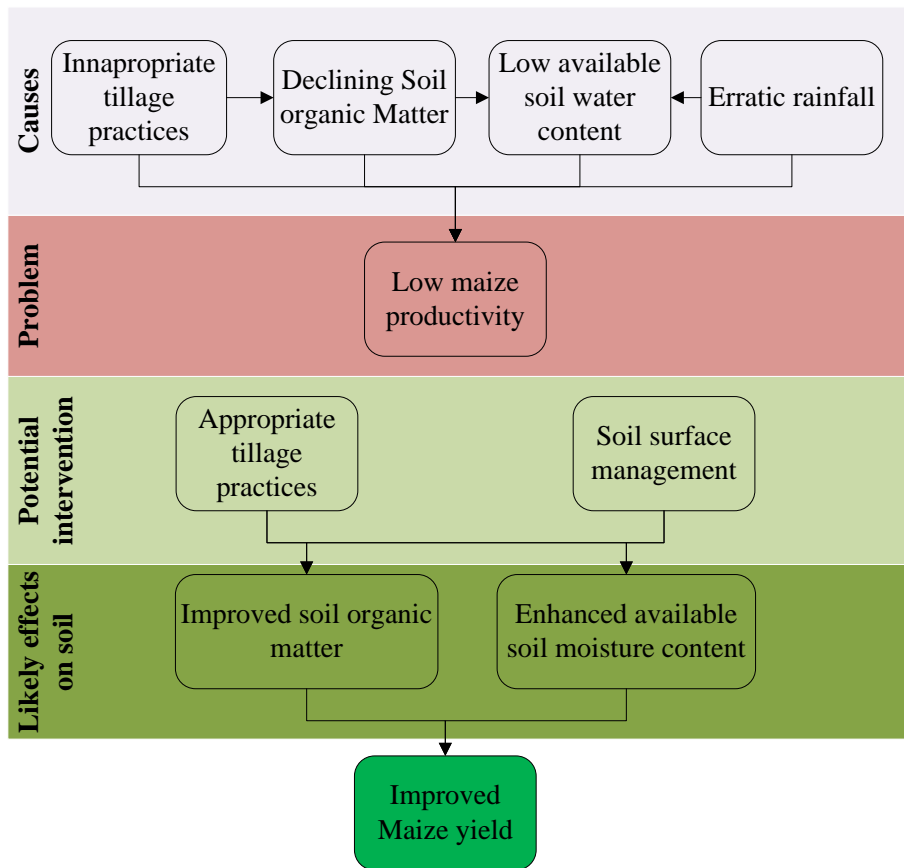 Causes
Innapropriate
tillage
practices
Declining Soil
organic Matter
Low available
soil water
content
Erratic rainfall
Problem
Low maize
productivity
Potential
intervention
Appropriate
tillage
practices
Soil surface
management
Likely effects
on soil
Improved soil organic
matter
Enhanced available
soil moisture content
Improved
Maize yield